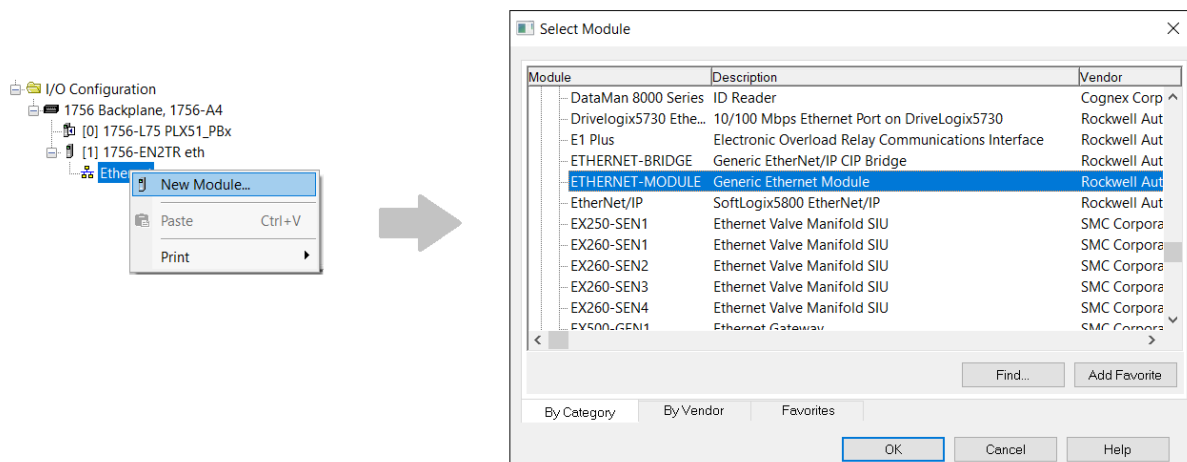 I/O Configuration
1756 Backplane, 1756-A4
[0] 1756-L75 PLX51_PBx
[1] 1756-EN2TR eth
New Module...
Paste Ctrl+V
Print
Select Module
Module Description Vendor
DataMan 8000 Series ID Reader Cognex Corp
Drivelogix5730 Ethe... 10/100 Mbps Ethernet Port on DriveLogix5730 Rockwell Aut
E1 Plus Electronic Overload Relay Communications Interface Rockwell Aut
ETHERNET-BRIDGE Generic EtherNet/IP CIP Bridge Rockwell Aut
ETHERNET-MODULE Generic Ethernet Module Rockwell Aut
EtherNet/IP SoftLogix5800 EtherNet/IP Rockwell Aut
EX250-SEN1 Ethernet Valve Manifold SIU SMC Corpora
EX260-SEN1 Ethernet Valve Manifold SIU SMC Corpora
EX260-SEN2 Ethernet Valve Manifold SIU SMC Corpora
EX260-SEN3 Ethernet Valve Manifold SIU SMC Corpora
EX260-SEN4 Ethernet Valve Manifold SIU SMC Corpora
EX500-GEN1 Ethernet Gateway SMC Corpora
Find... Add Favorite
By Category By Vendor Favorites
OK Cancel Help